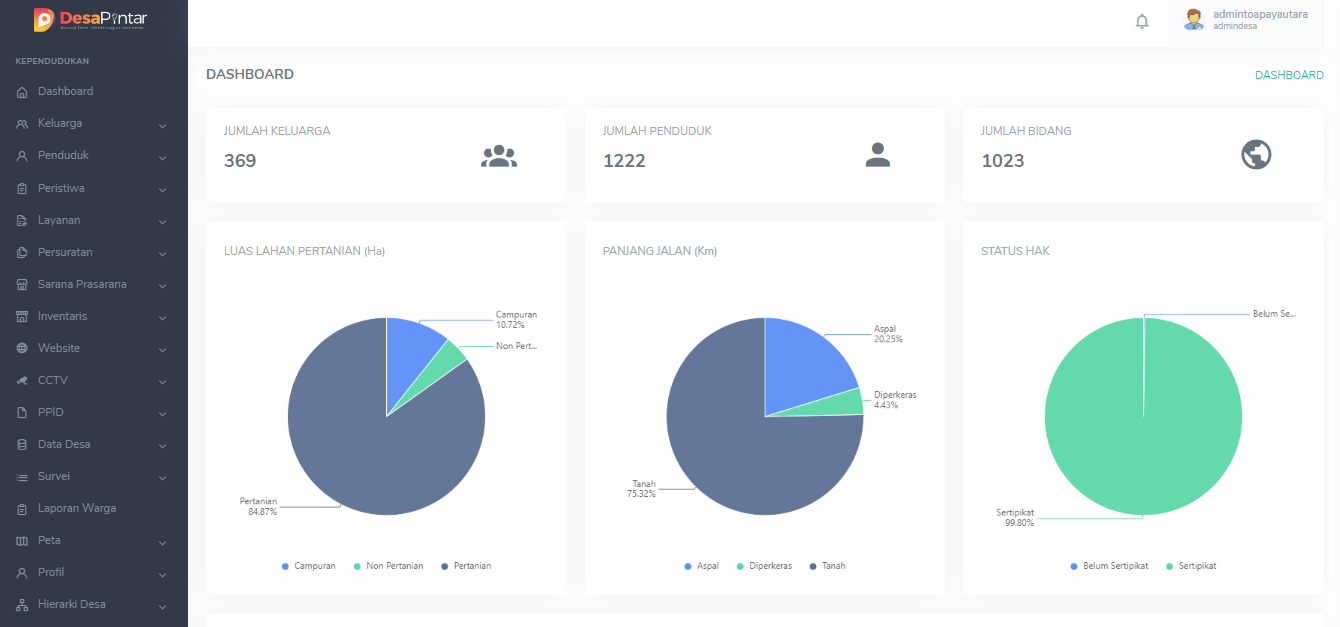 DesaPintar
KEPENDUDUKAN
Dashboard
Keluarga
Penduduk
Peristiwa
Layanan
Persuratan
Sarana Prasarana
Inventaris
Website
CCTV
PPID
Data Desa
Survei
Laporan Warga
Peta
Profil
Hierarki Desa
admintoapayautara
admindesa
DASHBOARD
DASHBOARD
JUMLAH KELUARGA
369
JUMLAH PENDUDUK
1222
JUMLAH BIDANG
1023
LUAS LAHAN PERTANIAN (Ha)
Campuran
10.72%
Non Pert...
Pertanian
84.87%
Campuran Non Pertanian Pertanian
PANJANG JALAN (Km)
Aspal
20.25%
Diperkeras
4.43%
Tanah
75.32%
Aspal Diperkeras Tanah
STATUS HAK
Belum Se...
Sertipikat
99.80%
Belum Sertipikat Sertipikat